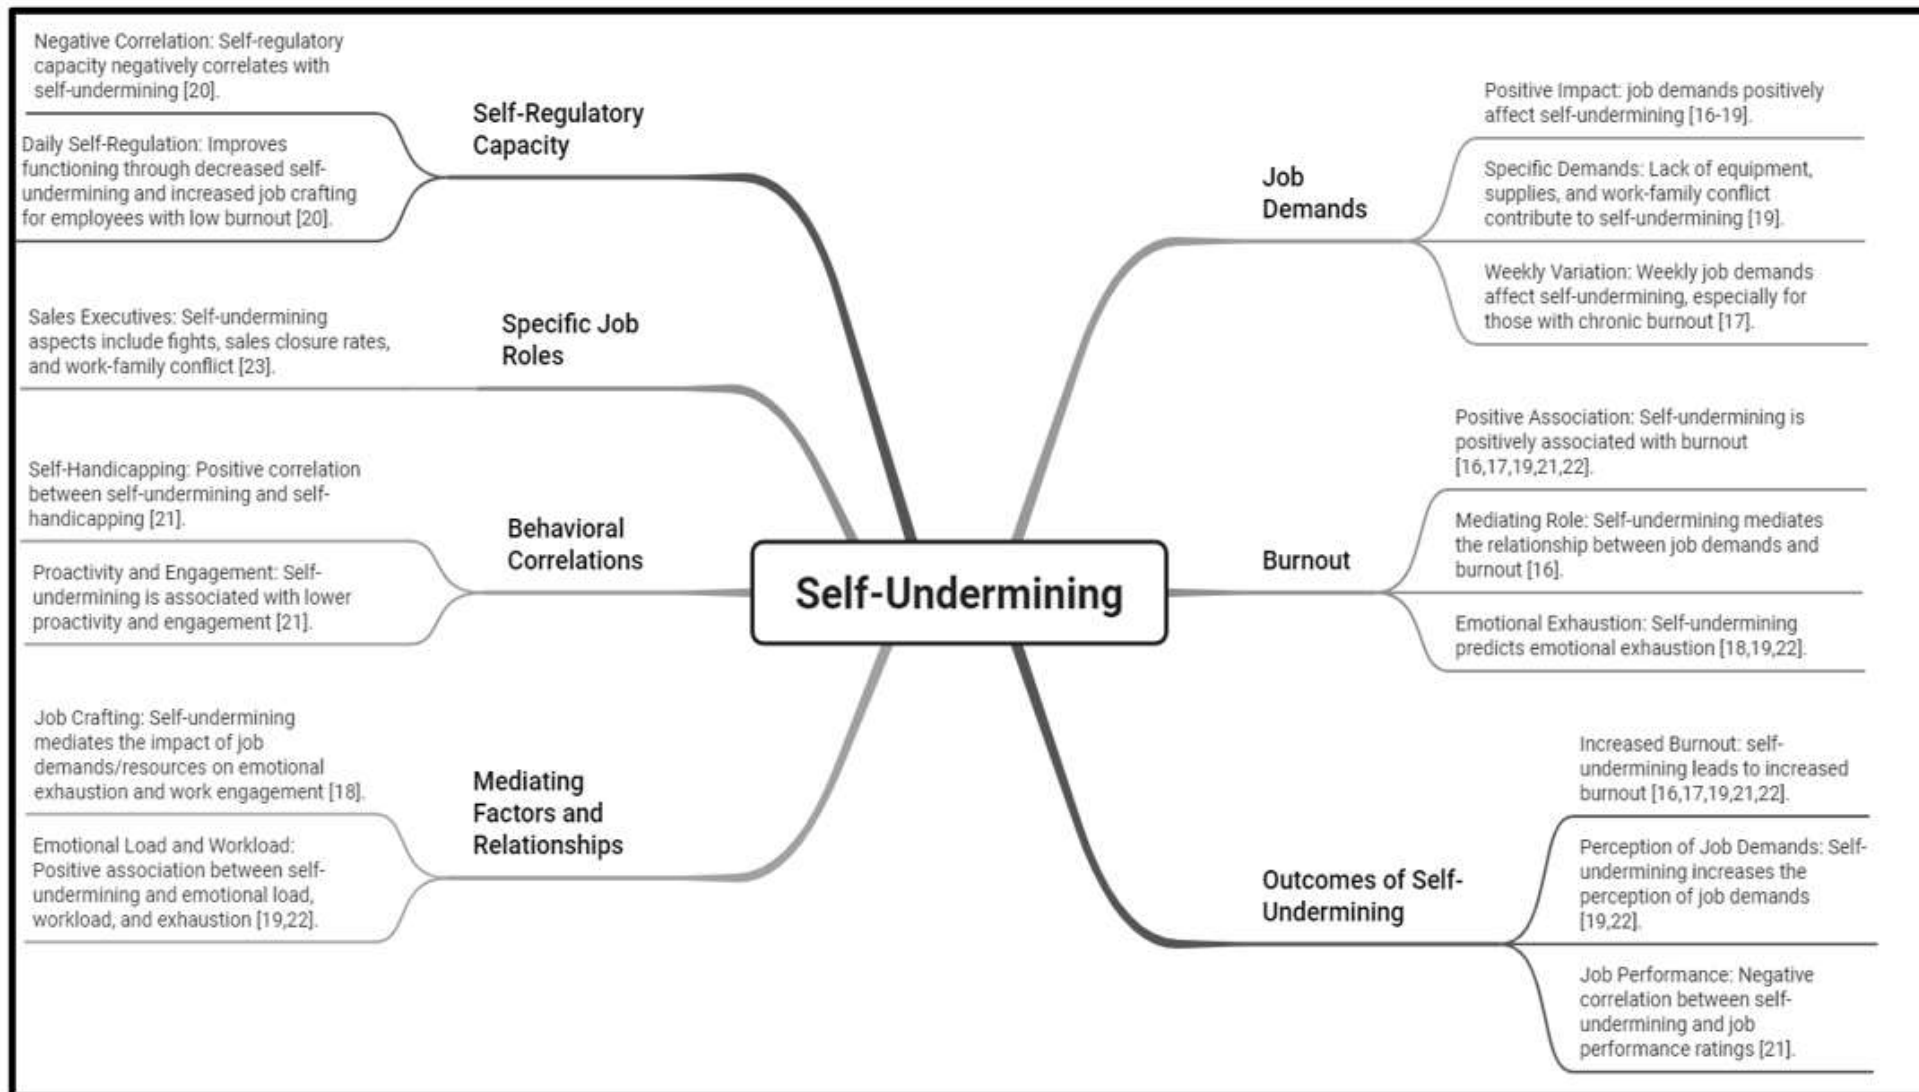 Negative Correlation: Self-regulatory
capacity negatively correlates with
self-undermining [20].
Daily Self-Regulation: Improves
functioning through decreased self-
undermining and increased job crafting
for employees with low burnout [20].
Self-Regulatory
Capacity
Sales Executives: Self-undermining
aspects include fights, sales closure rates,
and work-family conflict [23].
Specific Job
Roles
Self-Handicapping: Positive correlation
between self-undermining and self-
handicapping [21].
Proactivity and Engagement: Self-
undermining is associated with lower
proactivity and engagement [21].
Behavioral
Correlations
Job Crafting: Self-undermining
mediates the impact of job
demands/resources on emotional
exhaustion and work engagement [18].
Emotional Load and Workload:
Positive association between self-
undermining and emotional load,
workload, and exhaustion [19,22].
Mediating
Factors and
Relationships
Self-Undermining
Job
Demands
Positive Impact: job demands positively
affect self-undermining [16-19].
Specific Demands: Lack of equipment,
supplies, and work-family conflict
contribute to self-undermining [19].
Weekly Variation: Weekly job demands
affect self-undermining, especially for
those with chronic burnout [17].
Burnout
Positive Association: Self-undermining is
positively associated with burnout
[16,17,19,21,22].
Mediating Role: Self-undermining mediates
the relationship between job demands and
burnout [16].
Emotional Exhaustion: Self-undermining
predicts emotional exhaustion [18,19,22].
Outcomes of Self-
Undermining
Increased Burnout: self-
undermining leads to increased
burnout [16,17,19,21,22].
Perception of Job Demands: Self-
undermining increases the
perception of job demands
[19,22].
Job Performance: Negative
correlation between self-
undermining and job
performance ratings [21].